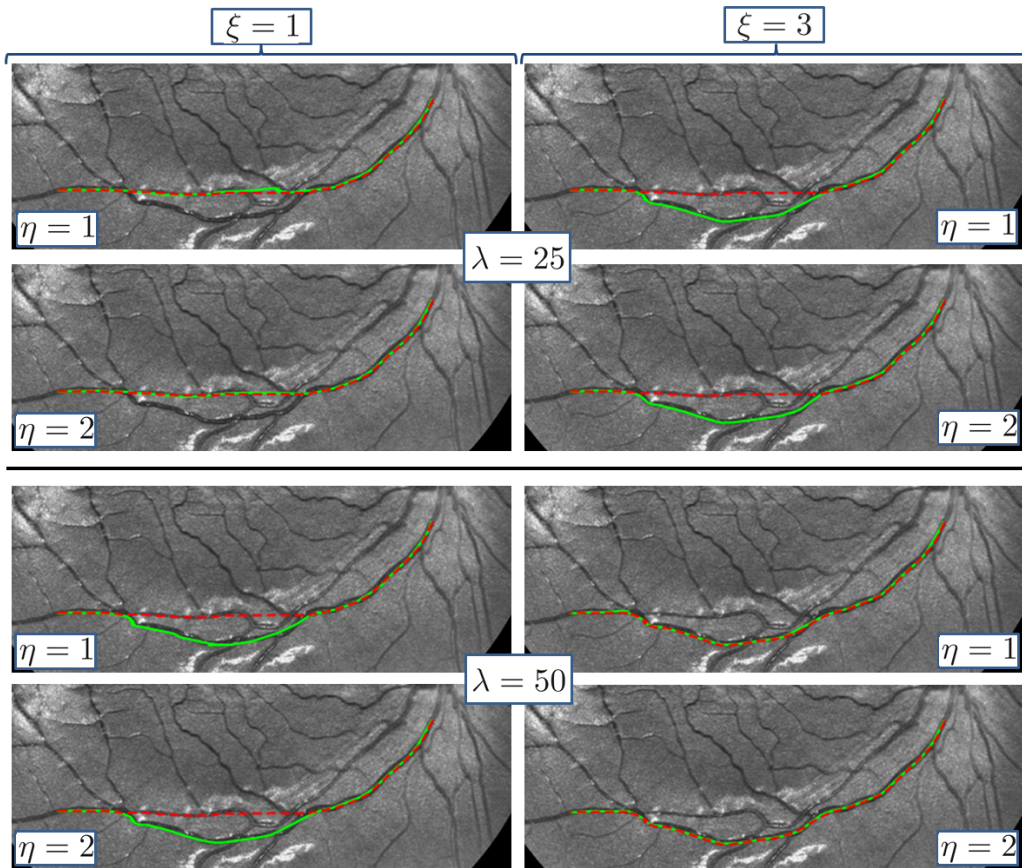 ξ = 1
ξ = 3
η = 1
η = 1
λ = 25
η = 2
η = 2
η = 1
η = 1
λ = 50
η = 2
η = 2